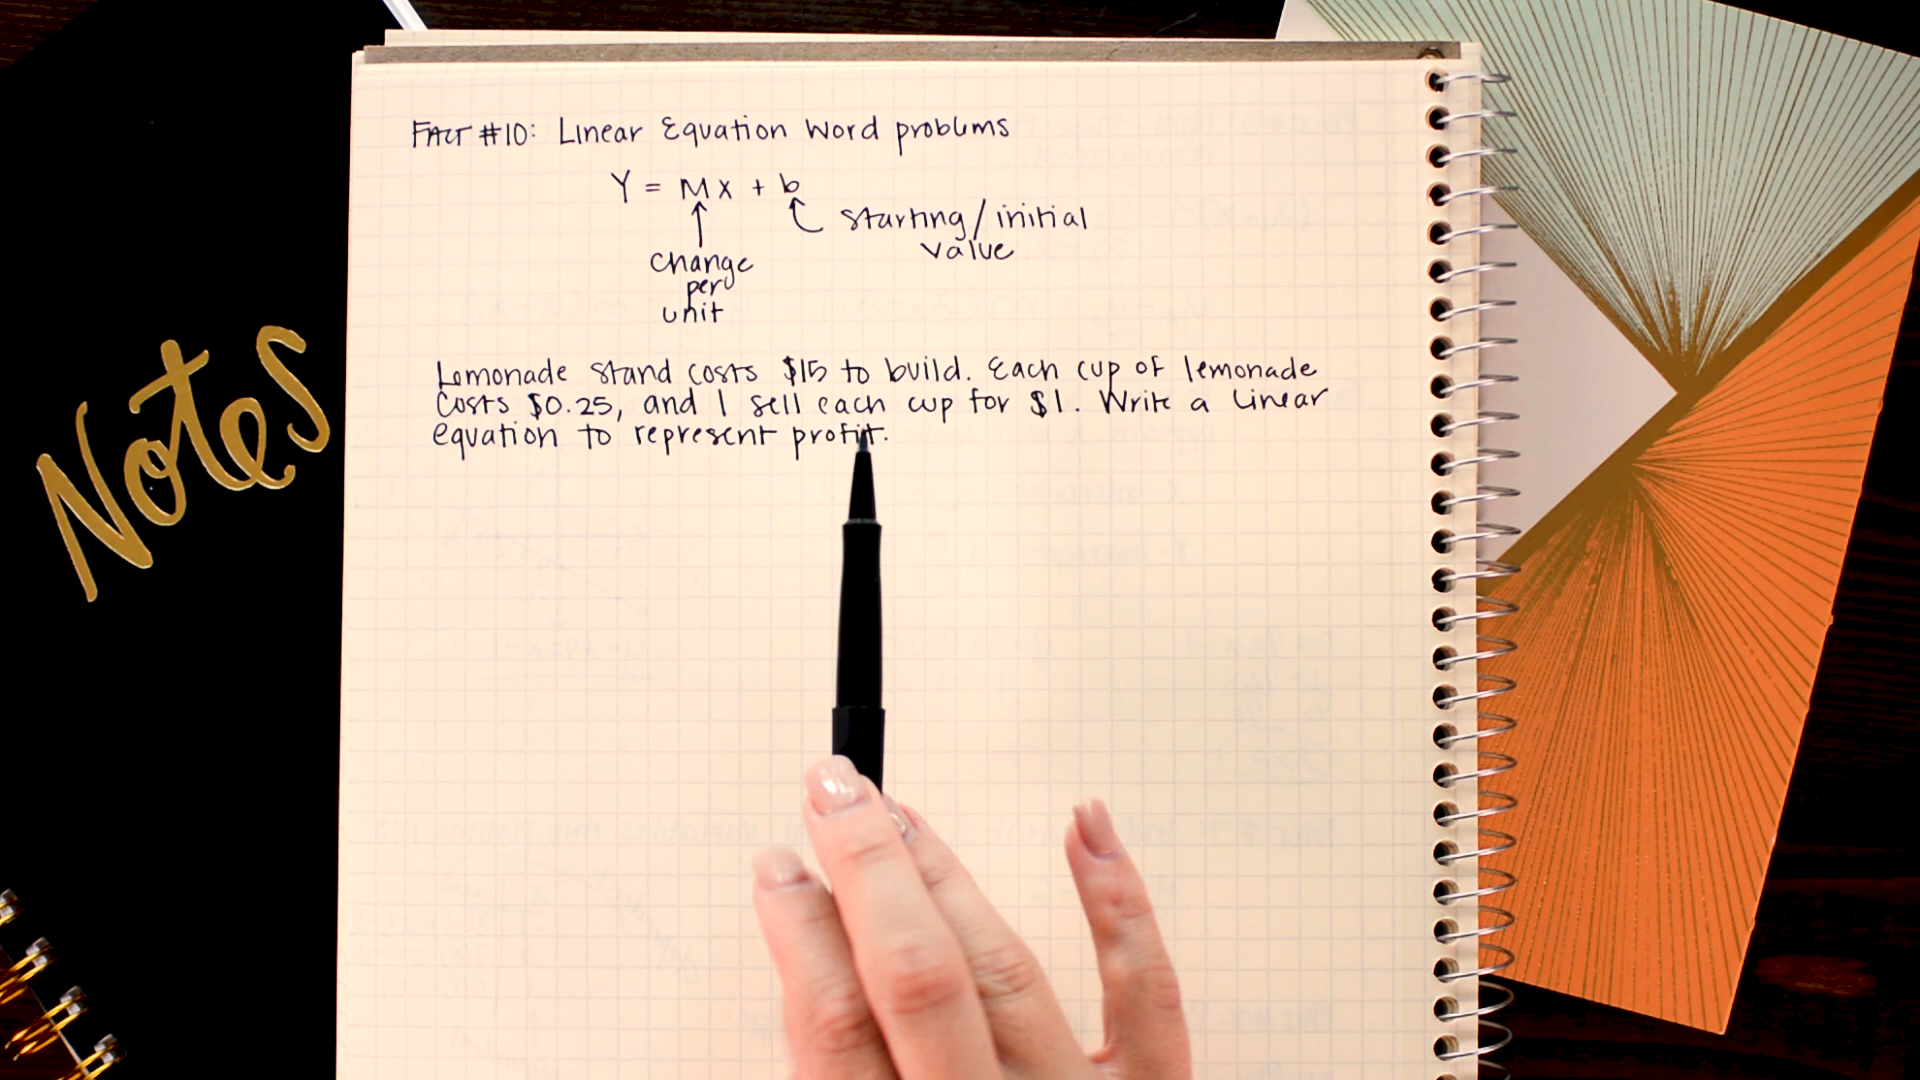 Notes
FACT #10: Linear Equation Word problems
Y = Mx + b
starting/initial
value
change
per
unit
Lemonade stand costs $15 to build. Each cup of lemonade
costs $0.25, and I sell each cup for $1. Write a linear
equation to represent profit.